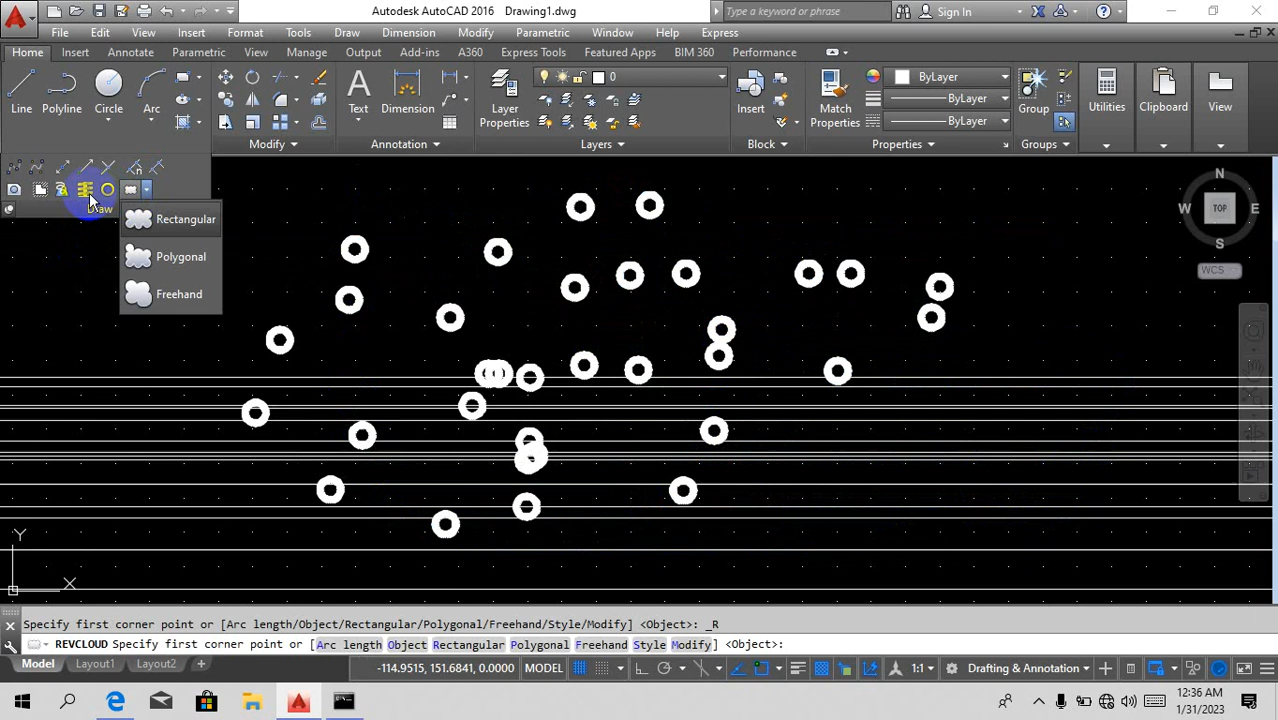 Autodesk AutoCAD 2016 Drawing1.dwg
Type a keyword or phrase
Sign In
File Edit View Insert Format Tools Draw Dimension Modify Parametric Window Help Express
Home Insert Annotate Parametric View Manage Output Add-ins A360 Express Tools Featured Apps BIM 360 Performance
0
ByLayer
ByLayer
ByLayer
Line Polyline Circle Arc
Text Dimension
Layer
Properties
Insert
Match
Properties
Group Utilities Clipboard View
Modify Annotation Layers Block Properties Groups
Draw
Rectangular
Polygonal
Freehand
N
W TOP E
S
WCS
Y
X
Specify first corner point or [Arc length/Object/Rectangular/Polygonal/Freehand/Style/Modify] <Object>: _R
REVCLOUD Specify first corner point or [Arc length Object Rectangular Polygonal Freehand Style Modify] <Object>:
Model Layout1 Layout2 +
-114.9515, 151.6841, 0.0000 MODEL 1:1 Drafting & Annotation
12:36 AM
1/31/2023